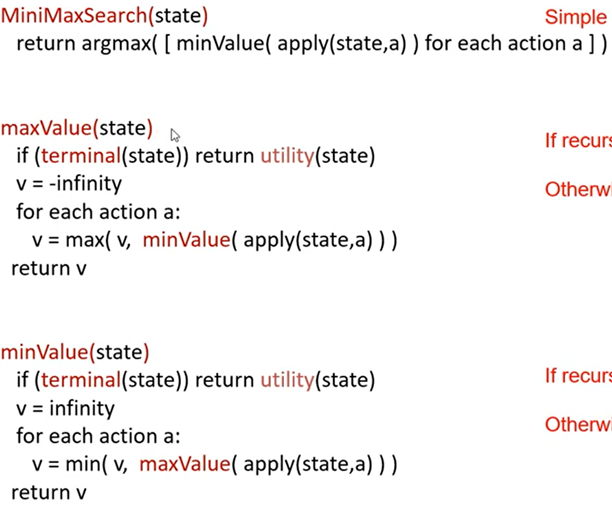 MiniMaxSearch(state)
Simple
return argmax( [ minValue( apply(state,a) ) for each action a ] )
maxValue(state)
if (terminal(state)) return utility(state)
If recurs
v = -infinity
Otherwi
for each action a:
v = max( v, minValue( apply(state,a) ) )
return v
minValue(state)
if (terminal(state)) return utility(state)
If recurs
v = infinity
Otherwi
for each action a:
v = min( v, maxValue( apply(state,a) ) )
return v